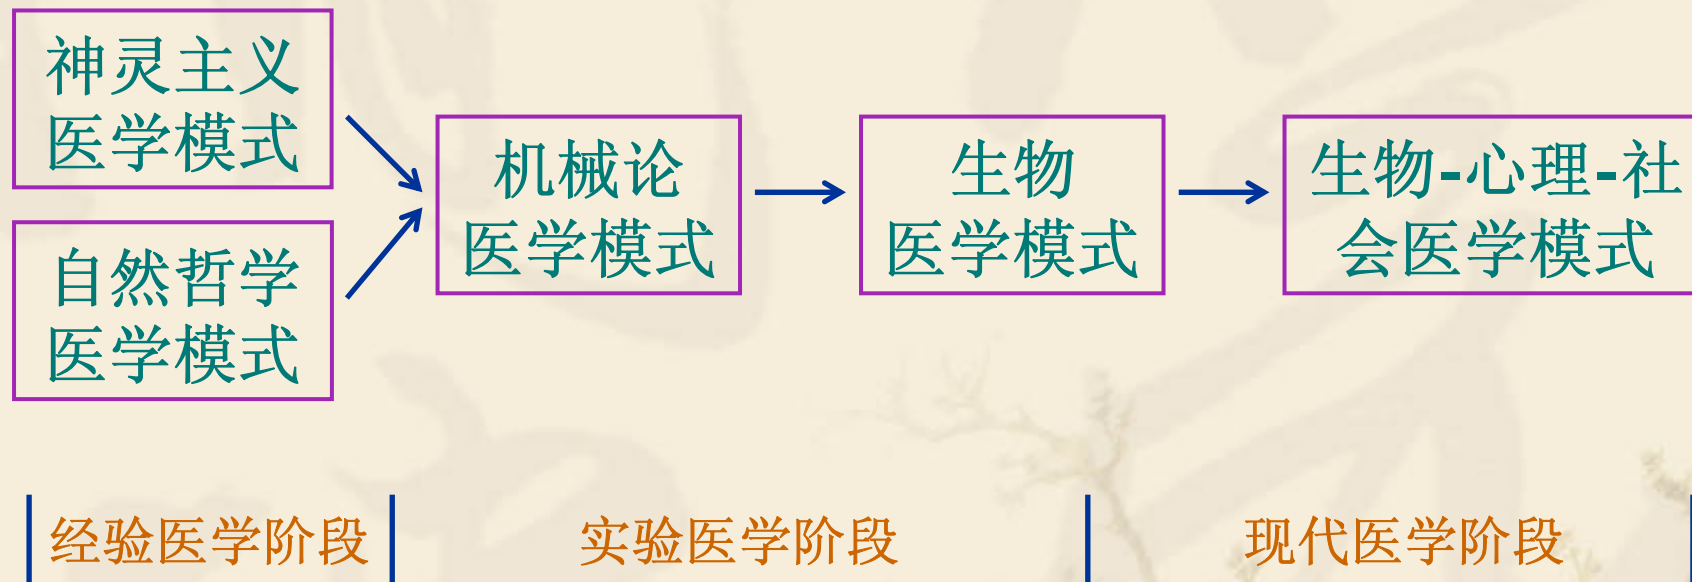 神灵主义
医学模式
自然哲学
医学模式
机械论
医学模式
生物
医学模式
生物-心理-社
会医学模式
经验医学阶段
实验医学阶段
现代医学阶段